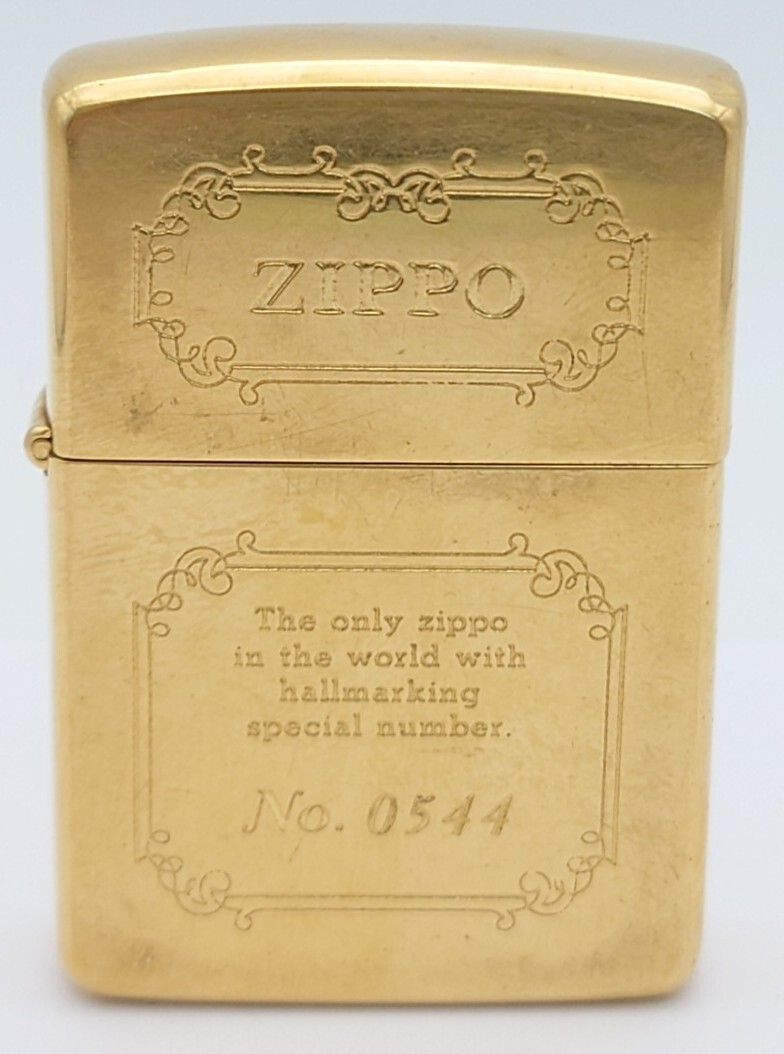 ZIPPO
The only zippo
in the world with
hallmarking
special number.
No. 0544